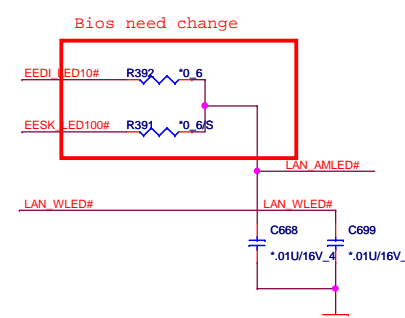 Bios need change
EEDI_LED10# R392 *0_6
EESK_LED100# R391 *0_6/S
LAN_AMLED#
LAN_WLED# LAN_WLED#
C668 C699
*.01U/16V_4 *.01U/16V_